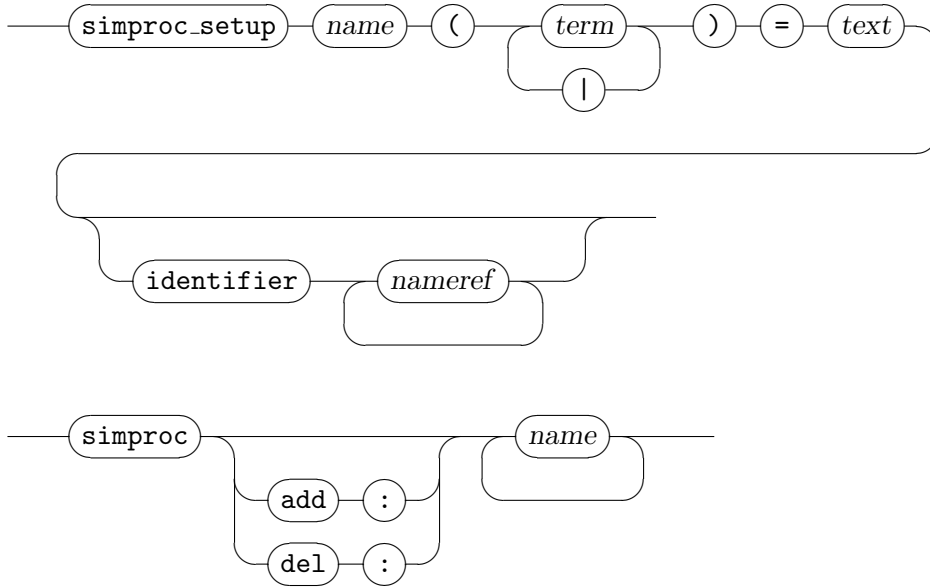 simproc_setup name ( term ) = text
|
identifier nameref
simproc name
add :
del :